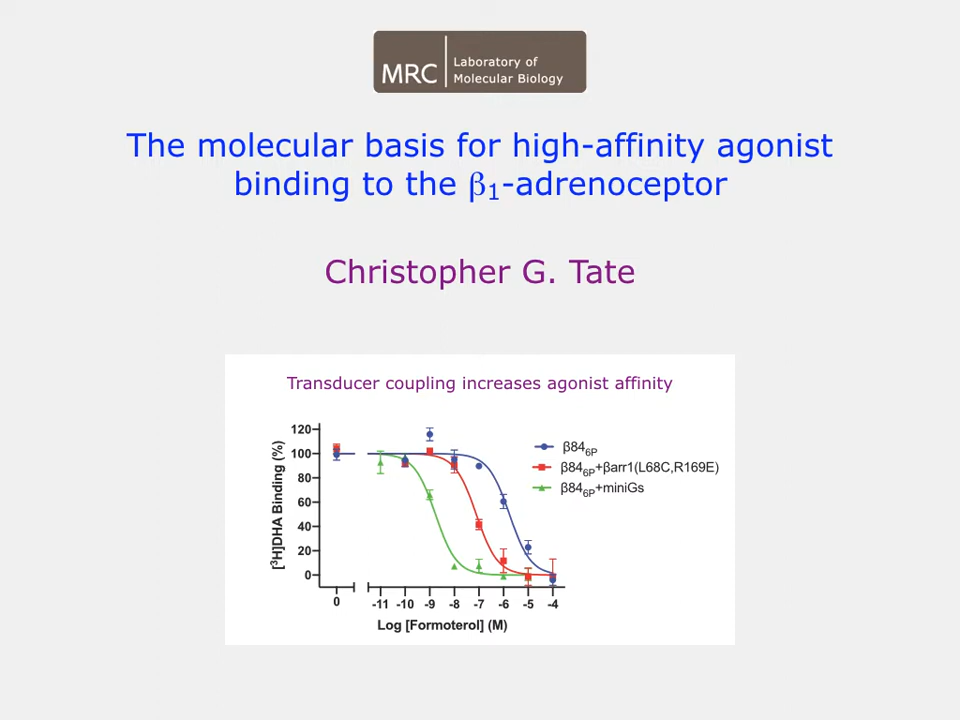 MRC
Laboratory of
Molecular Biology
The molecular basis for high-affinity agonist
binding to the β₁-adrenoceptor
Christopher G. Tate
Transducer coupling increases agonist affinity
120
100
80
60
40
20
0
[³H]DHA Binding (%)
β84₆P
β84₆P+βarr1(L68C,R169E)
β84₆P+miniGs
0 -11 -10 -9 -8 -7 -6 -5 -4
Log [Formoterol] (M)